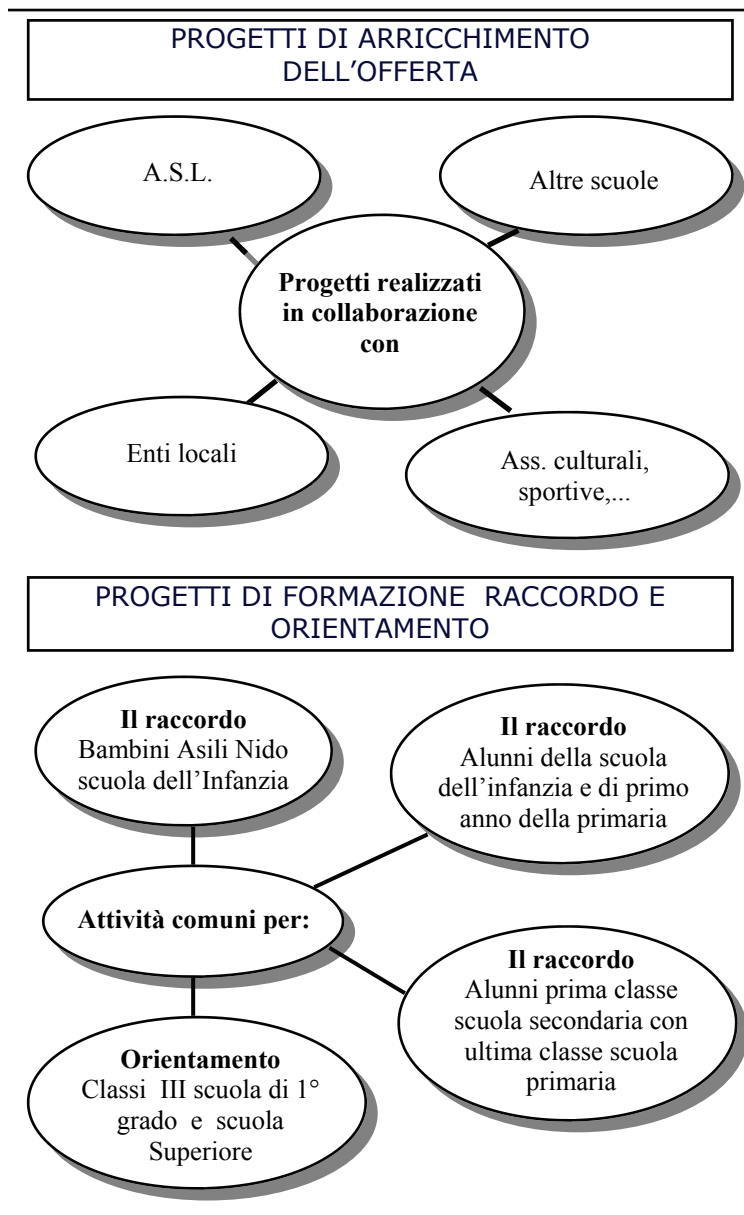 PROGETTI DI ARRICCHIMENTO
DELL'OFFERTA
A.S.L.
Altre scuole
Progetti realizzati
in collaborazione
con
Enti locali
Ass. culturali,
sportive,...
PROGETTI DI FORMAZIONE  RACCORDO E
ORIENTAMENTO
Il raccordo
Bambini Asili Nido
scuola dell'Infanzia
Il raccordo
Alunni della scuola
dell'infanzia e di primo
anno della primaria
Attività comuni per:
Il raccordo
Alunni prima classe
scuola secondaria con
ultima classe scuola
primaria
Orientamento
Classi  III scuola di 1°
grado  e  scuola
Superiore